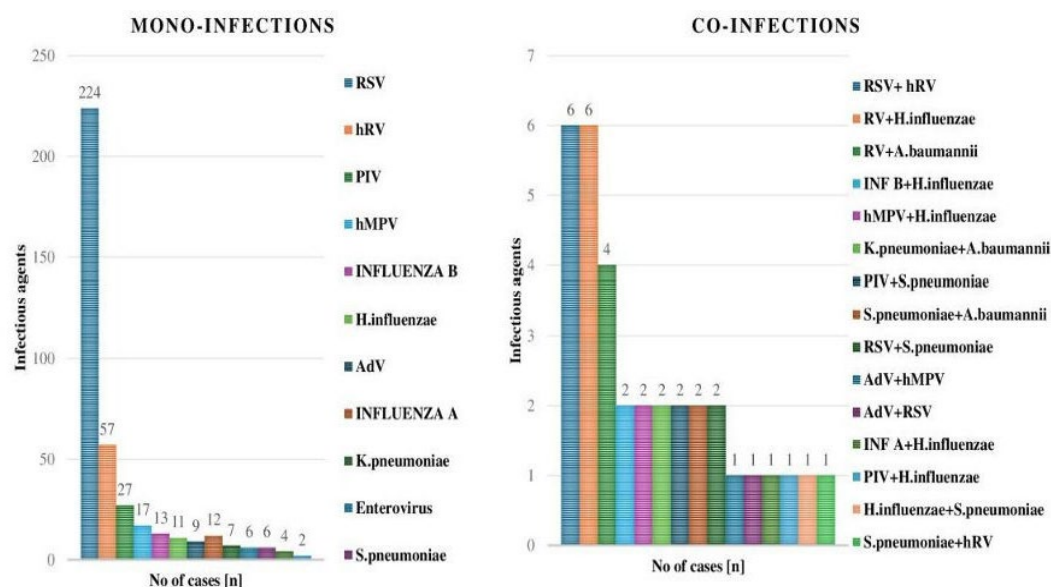 MONO-INFECTIONS
250
200
150
100
50
0
224
57
27
17
13
11
9
12
7
6
6
4
2
Infectious agents
No of cases [n]
RSV
hRV
PIV
hMPV
INFLUENZA B
H.influenzae
AdV
INFLUENZA A
K.pneumoniae
Enterovirus
S.pneumoniae
CO-INFECTIONS
7
6
5
4
3
2
1
0
6
6
4
2
2
2
2
2
2
1
1
1
1
1
1
Infectious agents
No of cases [n]
RSV+ hRV
RV+H.influenzae
RV+A.baumannii
INF B+H.influenzae
hMPV+H.influenzae
K.pneumoniae+A.baumannii
PIV+S.pneumoniae
S.pneumoniae+A.baumannii
RSV+S.pneumoniae
AdV+hMPV
AdV+RSV
INF A+H.influenzae
PIV+H.influenzae
H.influenzae+S.pneumoniae
S.pneumoniae+hRV